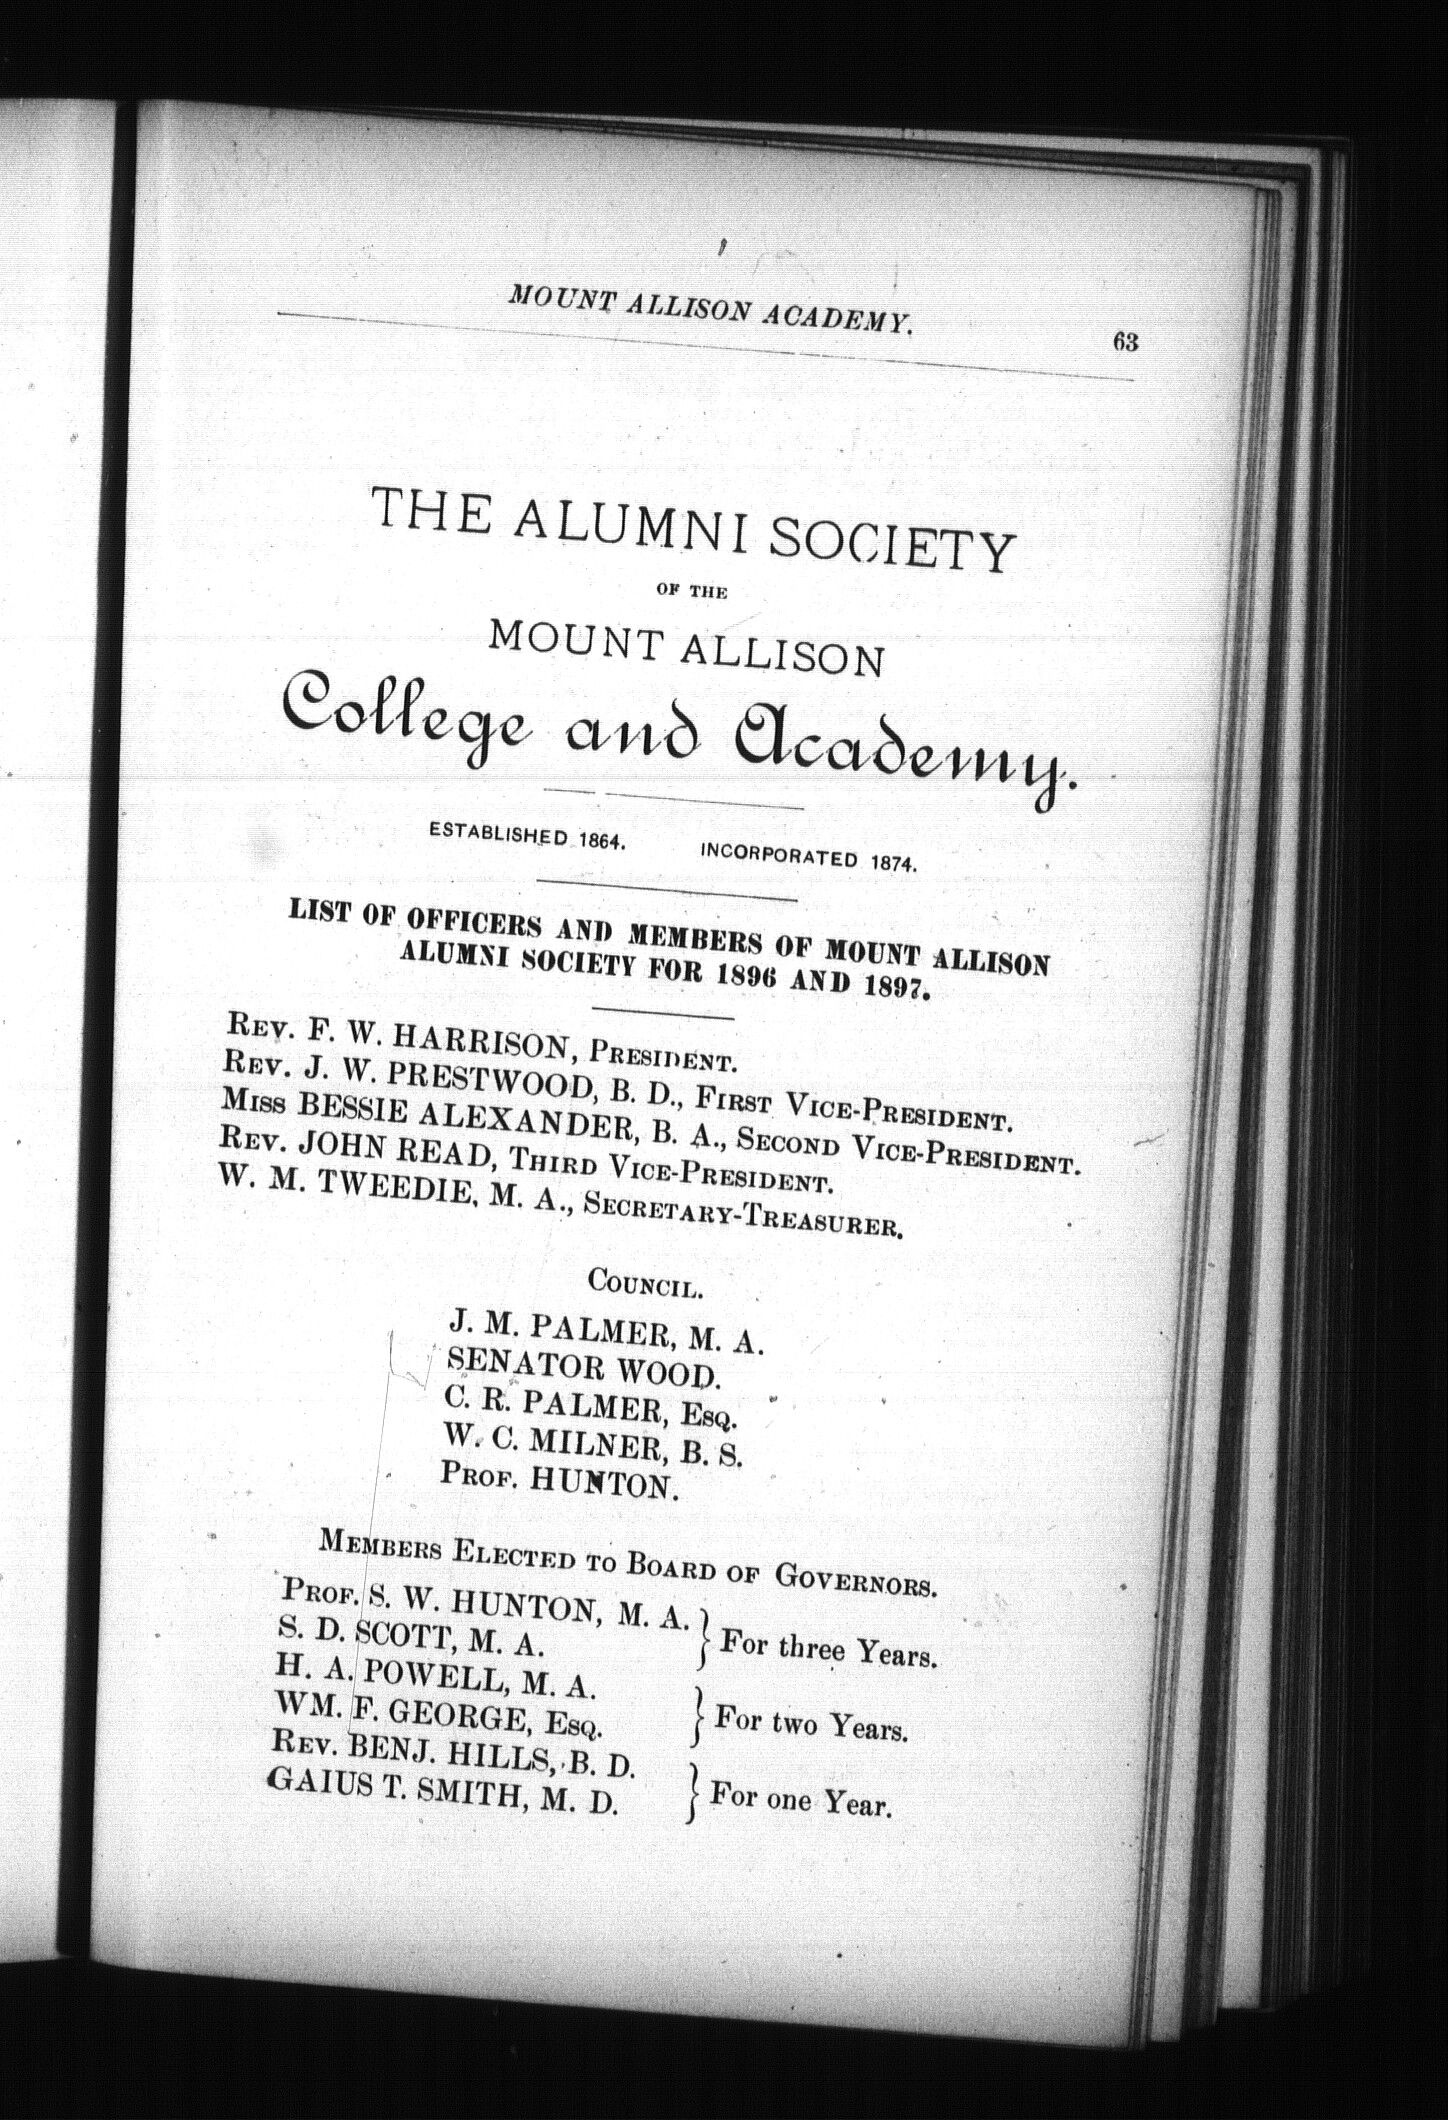 MOUNT ALLISON ACADEMY.
63
THE ALUMNI SOCIETY
OF THE
MOUNT ALLISON
College and Academy.
ESTABLISHED 1864. INCORPORATED 1874.
LIST OF OFFICERS AND MEMBERS OF MOUNT ALLISON
ALUMNI SOCIETY FOR 1896 AND 1897.
REV. F. W. HARRISON, PRESIDENT.
REV. J. W. PRESTWOOD, B. D., FIRST VICE-PRESIDENT.
MISS BESSIE ALEXANDER, B. A., SECOND VICE-PRESIDENT.
REV. JOHN READ, THIRD VICE-PRESIDENT.
W. M. TWEEDIE, M. A., SECRETARY-TREASURER.
COUNCIL.
J. M. PALMER, M. A.
SENATOR WOOD.
C. R. PALMER, ESQ.
W. C. MILNER, B. S.
PROF. HUNTON.
MEMBERS ELECTED TO BOARD OF GOVERNORS.
PROF. S. W. HUNTON, M. A.
S. D. SCOTT, M. A.
} For three Years.
H. A. POWELL, M. A.
WM. F. GEORGE, ESQ.
} For two Years.
REV. BENJ. HILLS, B. D.
GAIUS T. SMITH, M. D.
} For one Year.